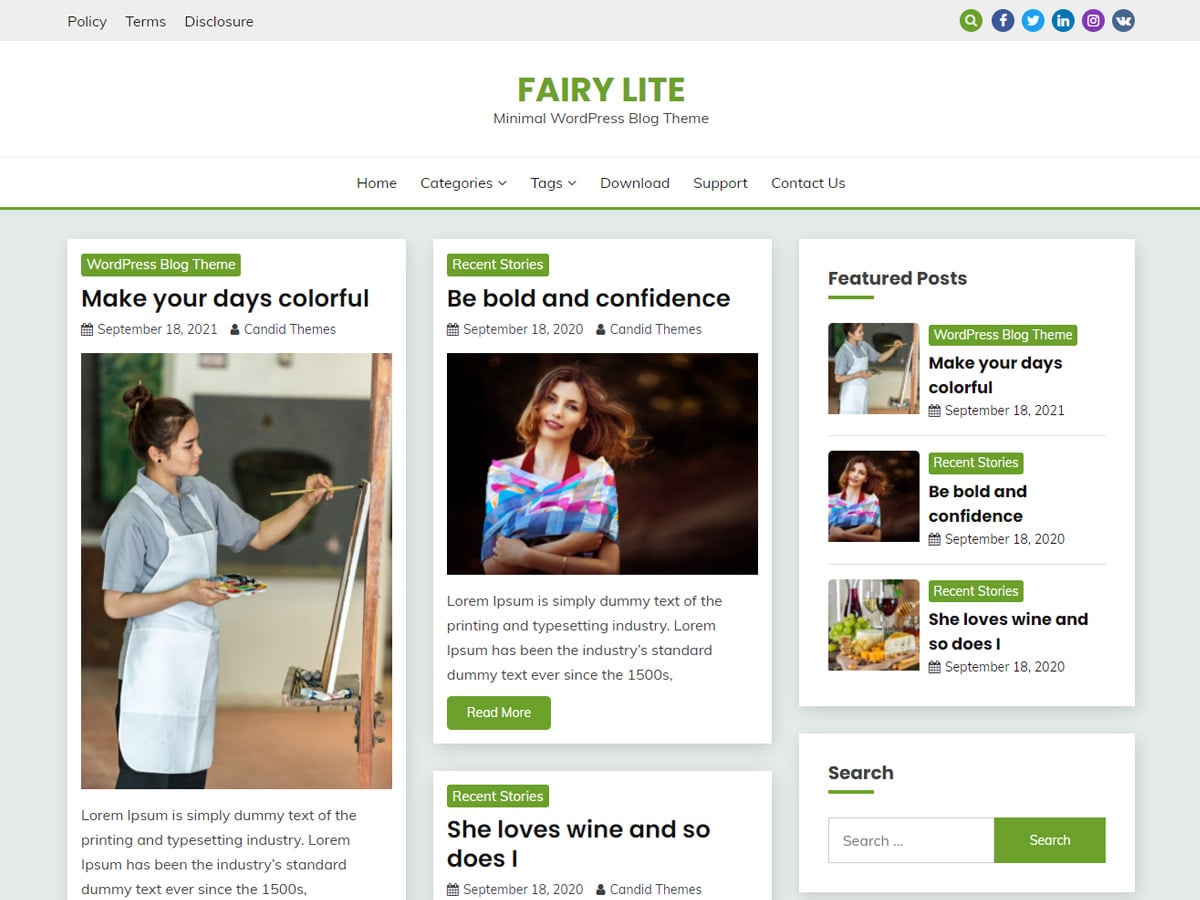 Policy Terms Disclosure
FAIRY LITE
Minimal WordPress Blog Theme
Home Categories Tags Download Support Contact Us
WordPress Blog Theme
Make your days colorful
September 18, 2021 Candid Themes
Lorem Ipsum is simply dummy text of the
printing and typesetting industry. Lorem
Ipsum has been the industry’s standard
dummy text ever since the 1500s,
Recent Stories
Be bold and confidence
September 18, 2020 Candid Themes
Lorem Ipsum is simply dummy text of the
printing and typesetting industry. Lorem
Ipsum has been the industry’s standard
dummy text ever since the 1500s,
Read More
Recent Stories
She loves wine and so
does I
September 18, 2020 Candid Themes
Featured Posts
WordPress Blog Theme
Make your days
colorful
September 18, 2021
Recent Stories
Be bold and
confidence
September 18, 2020
Recent Stories
She loves wine and
so does I
September 18, 2020
Search
Search ...
Search